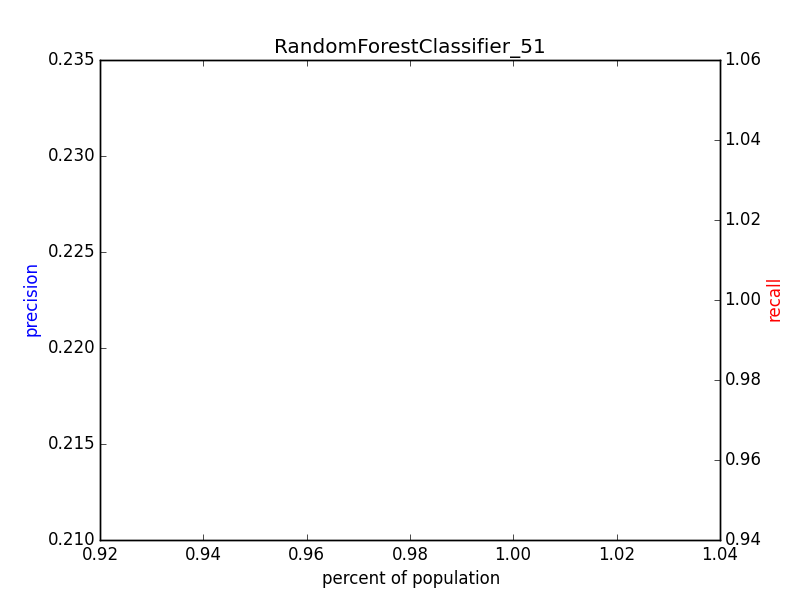 RandomForestClassifier_51
0.235
0.230
0.225
0.220
0.215
0.210
precision
1.06
1.04
1.02
1.00
0.98
0.96
0.94
recall
0.92 0.94 0.96 0.98 1.00 1.02 1.04
percent of population